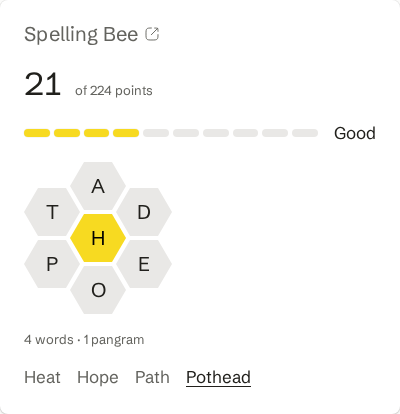 Spelling Bee
21 of 224 points
Good
A
T D
H
P E
O
4 words · 1 pangram
Heat Hope Path Pothead